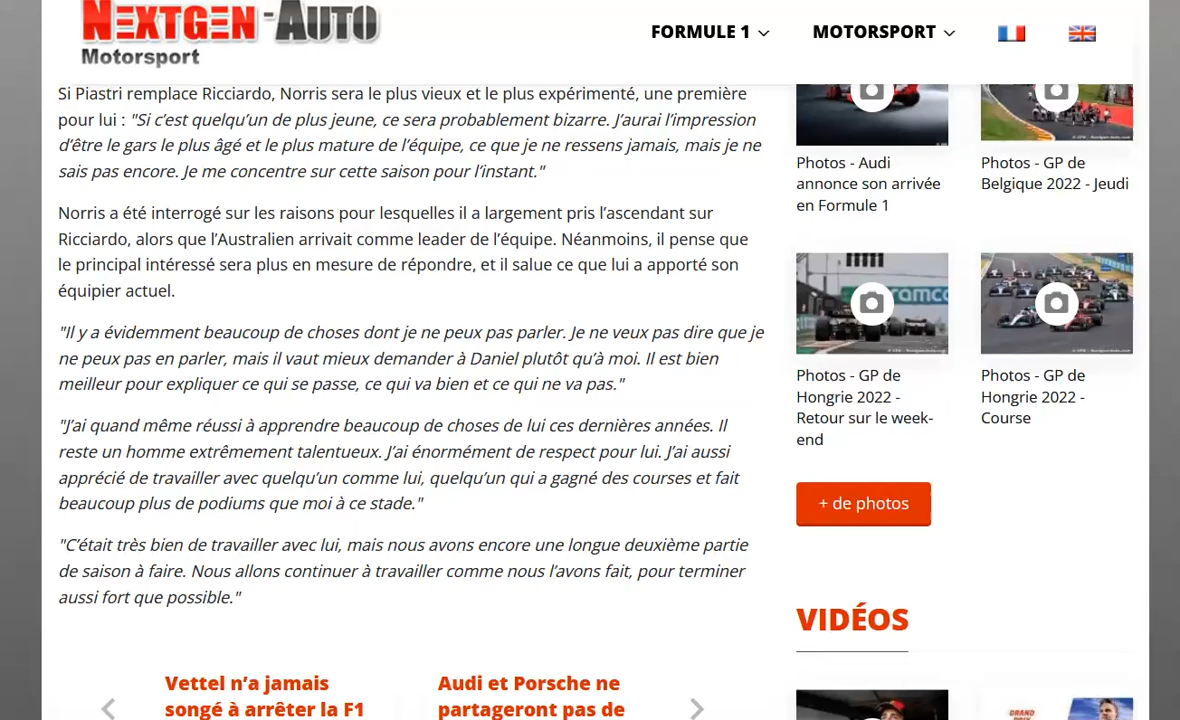 NEXTGEN-AUTO
Motorsport
FORMULE 1
MOTORSPORT
Si Piastri remplace Ricciardo, Norris sera le plus vieux et le plus expérimenté, une première
pour lui : "Si c’est quelqu’un de plus jeune, ce sera probablement bizarre. J’aurai l’impression
d’être le gars le plus âgé et le plus mature de l’équipe, ce que je ne ressens jamais, mais je ne
sais pas encore. Je me concentre sur cette saison pour l’instant."
Norris a été interrogé sur les raisons pour lesquelles il a largement pris l’ascendant sur
Ricciardo, alors que l’Australien arrivait comme leader de l’équipe. Néanmoins, il pense que
le principal intéressé sera plus en mesure de répondre, et il salue ce que lui a apporté son
équipier actuel.
"Il y a évidemment beaucoup de choses dont je ne peux pas parler. Je ne veux pas dire que je
ne peux pas en parler, mais il vaut mieux demander à Daniel plutôt qu’à moi. Il est bien
meilleur pour expliquer ce qui se passe, ce qui va bien et ce qui ne va pas."
"J’ai quand même réussi à apprendre beaucoup de choses de lui ces dernières années. Il
reste un homme extrêmement talentueux. J’ai énormément de respect pour lui. J’ai aussi
apprécié de travailler avec quelqu’un comme lui, quelqu’un qui a gagné des courses et fait
beaucoup plus de podiums que moi à ce stade."
"C’était très bien de travailler avec lui, mais nous avons encore une longue deuxième partie
de saison à faire. Nous allons continuer à travailler comme nous l’avons fait, pour terminer
aussi fort que possible."
Vettel n’a jamais
songé à arrêter la F1
Audi et Porsche ne
partageront pas de
Photos - Audi
annonce son arrivée
en Formule 1
Photos - GP de
Belgique 2022 - Jeudi
aramco
Photos - GP de
Hongrie 2022 -
Retour sur le week-
end
Photos - GP de
Hongrie 2022 -
Course
+ de photos
VIDÉOS
GRAND